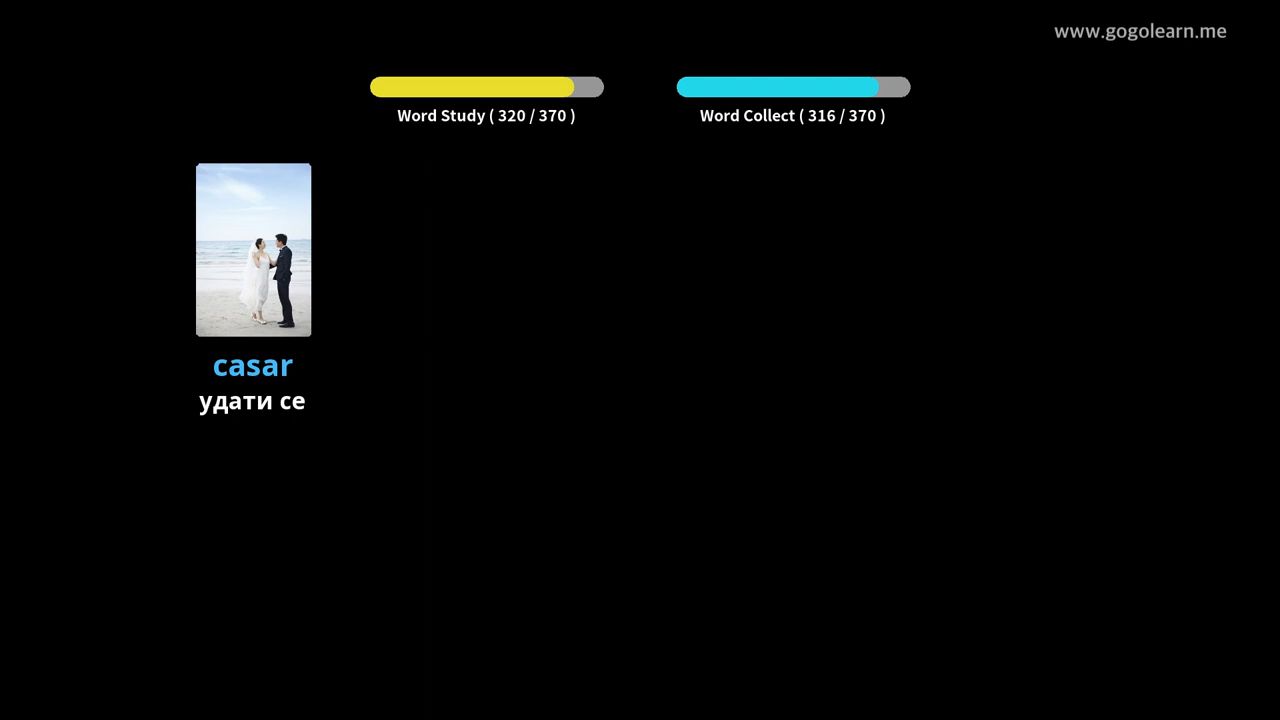 www.gogolearn.me
Word Study ( 320 / 370 )
Word Collect ( 316 / 370 )
casar
удати се